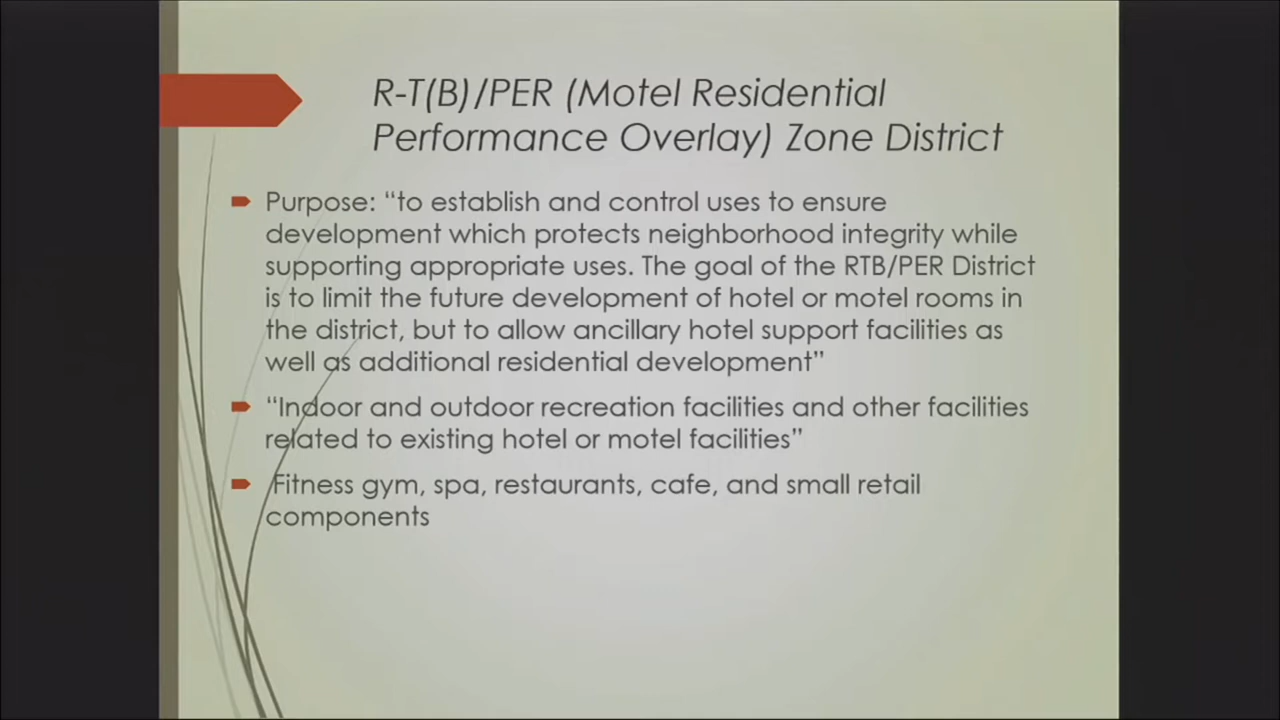 R-T(B)/PER (Motel Residential
Performance Overlay) Zone District
Purpose: “to establish and control uses to ensure
development which protects neighborhood integrity while
supporting appropriate uses. The goal of the RTB/PER District
is to limit the future development of hotel or motel rooms in
the district, but to allow ancillary hotel support facilities as
well as additional residential development”
“Indoor and outdoor recreation facilities and other facilities
related to existing hotel or motel facilities”
Fitness gym, spa, restaurants, cafe, and small retail
components